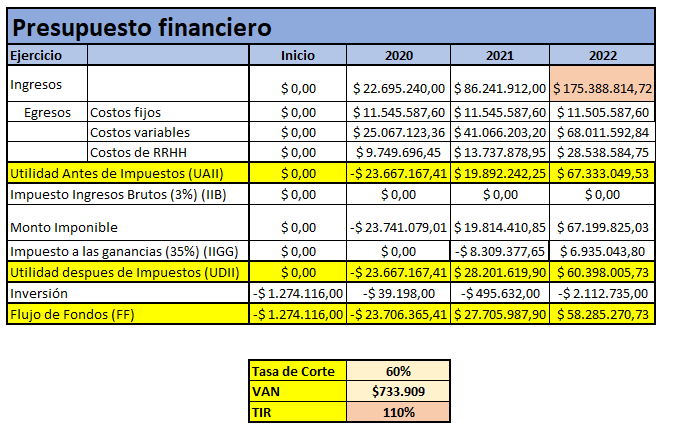 Presupuesto financiero
Ejercicio Inicio 2020 2021 2022
Ingresos $ 0,00 $ 22.695.240,00 $ 86.241.912,00 $ 175.388.814,72
Egresos Costos fijos $ 0,00 $ 11.545.587,60 $ 11.545.587,60 $ 11.505.587,60
Costos variables $ 0,00 $ 25.067.123,36 $ 41.066.203,20 $ 68.011.592,84
Costos de RRHH $ 0,00 $ 9.749.696,45 $ 13.737.878,95 $ 28.538.584,75
Utilidad Antes de Impuestos (UAII) $ 0,00 -$ 23.667.167,41 $ 19.892.242,25 $ 67.333.049,53
Impuesto Ingresos Brutos (3%) (IIB) $ 0,00 $ 0,00 $ 0,00 $ 0,00
Monto Imponible $ 0,00 -$ 23.741.079,01 $ 19.814.410,85 $ 67.199.825,03
Impuesto a las ganancias (35%) (IIGG) $ 0,00 $ 0,00 -$ 8.309.377,65 $ 6.935.043,80
Utilidad despues de Impuestos (UDII) $ 0,00 -$ 23.667.167,41 $ 28.201.619,90 $ 60.398.005,73
Inversión -$ 1.274.116,00 -$ 39.198,00 -$ 495.632,00 -$ 2.112.735,00
Flujo de Fondos (FF) -$ 1.274.116,00 -$ 23.706.365,41 $ 27.705.987,90 $ 58.285.270,73
Tasa de Corte 60%
VAN $733.909
TIR 110%